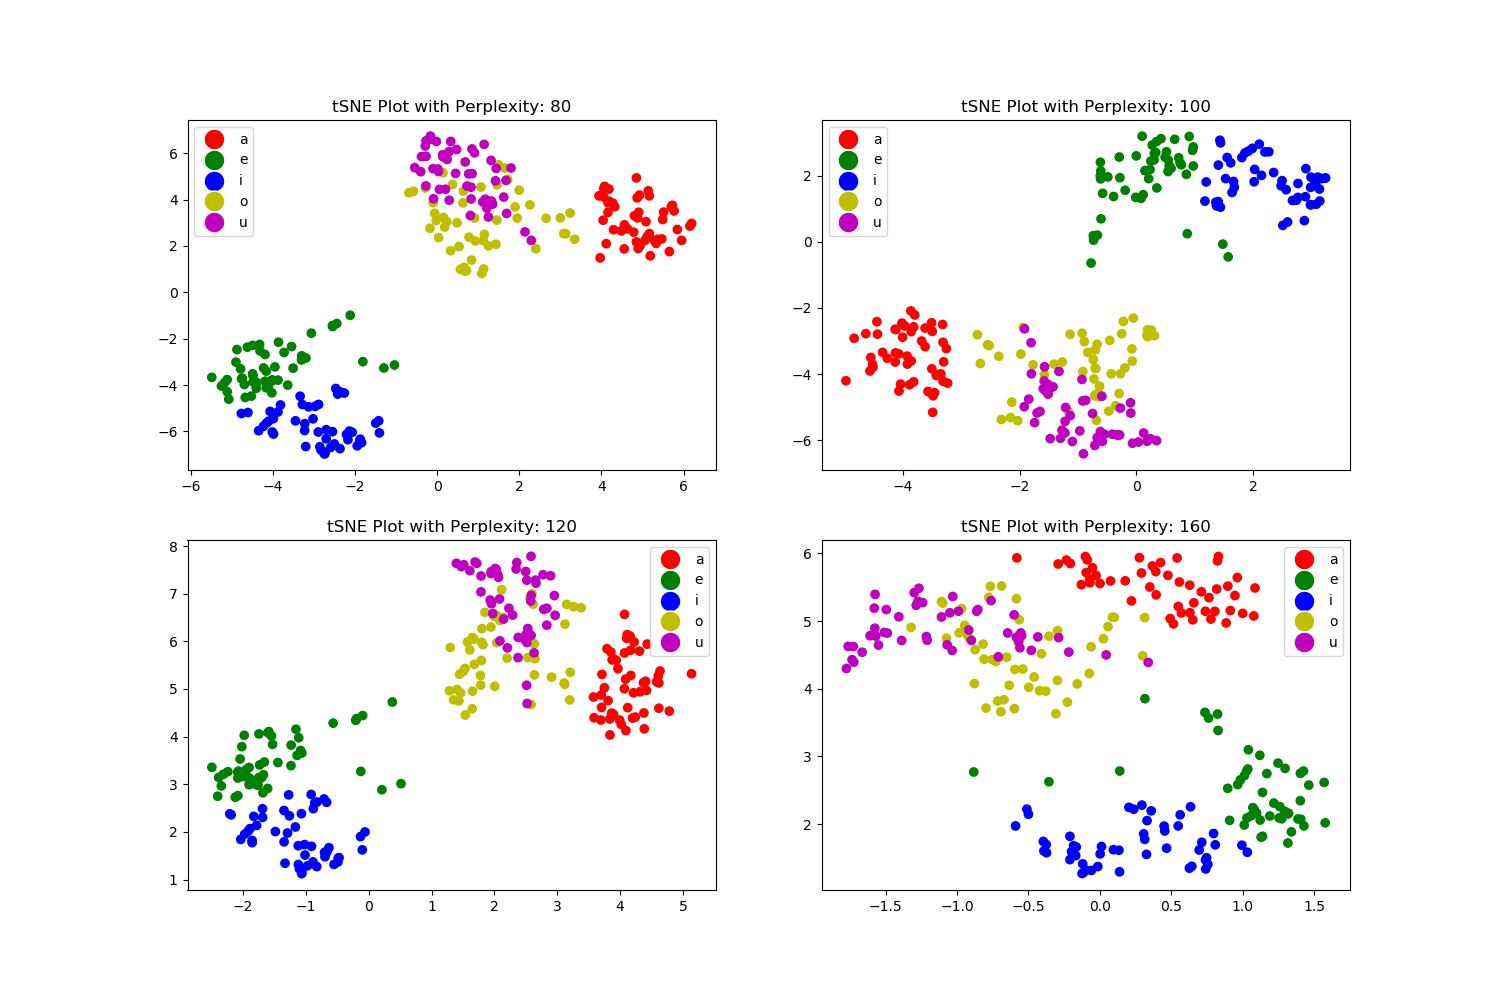 tSNE Plot with Perplexity: 80
a
e
i
o
u
6
4
2
0
−2
−4
−6
−6 −4 −2 0 2 4 6
tSNE Plot with Perplexity: 100
a
e
i
o
u
2
0
−2
−4
−6
−4 −2 0 2
tSNE Plot with Perplexity: 120
a
e
i
o
u
8
7
6
5
4
3
2
1
−2 −1 0 1 2 3 4 5
tSNE Plot with Perplexity: 160
a
e
i
o
u
6
5
4
3
2
−1.5 −1.0 −0.5 0.0 0.5 1.0 1.5